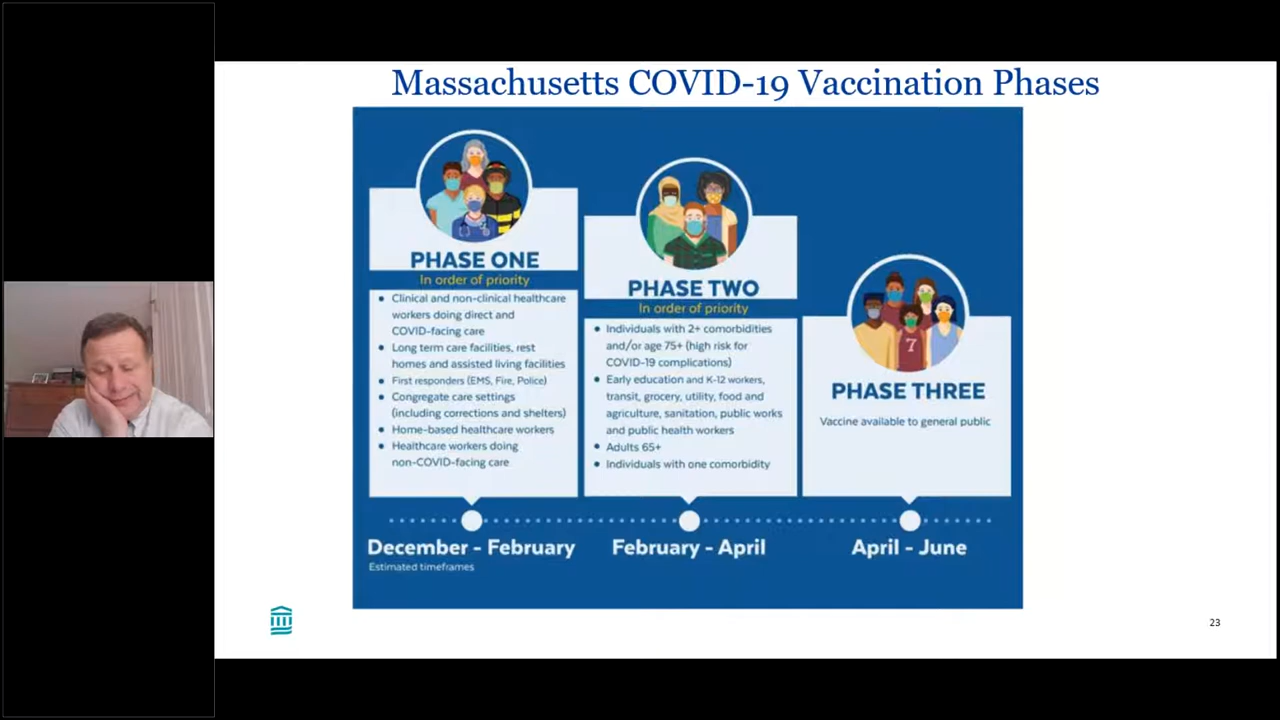 Massachusetts COVID-19 Vaccination Phases
PHASE ONE
In order of priority
• Clinical and non-clinical healthcare
workers doing direct and
COVID-facing care
• Long term care facilities, rest
homes and assisted living facilities
• First responders (EMS, Fire, Police)
• Congregate care settings
(including corrections and shelters)
• Home-based healthcare workers
• Healthcare workers doing
non-COVID-facing care
December - February
Estimated timeframes
PHASE TWO
In order of priority
• Individuals with 2+ comorbidities
and/or age 75+ (high risk for
COVID-19 complications)
• Early education and K-12 workers,
transit, grocery, utility, food and
agriculture, sanitation, public works
and public health workers
• Adults 65+
• Individuals with one comorbidity
February - April
7
PHASE THREE
Vaccine available to general public
April - June
23